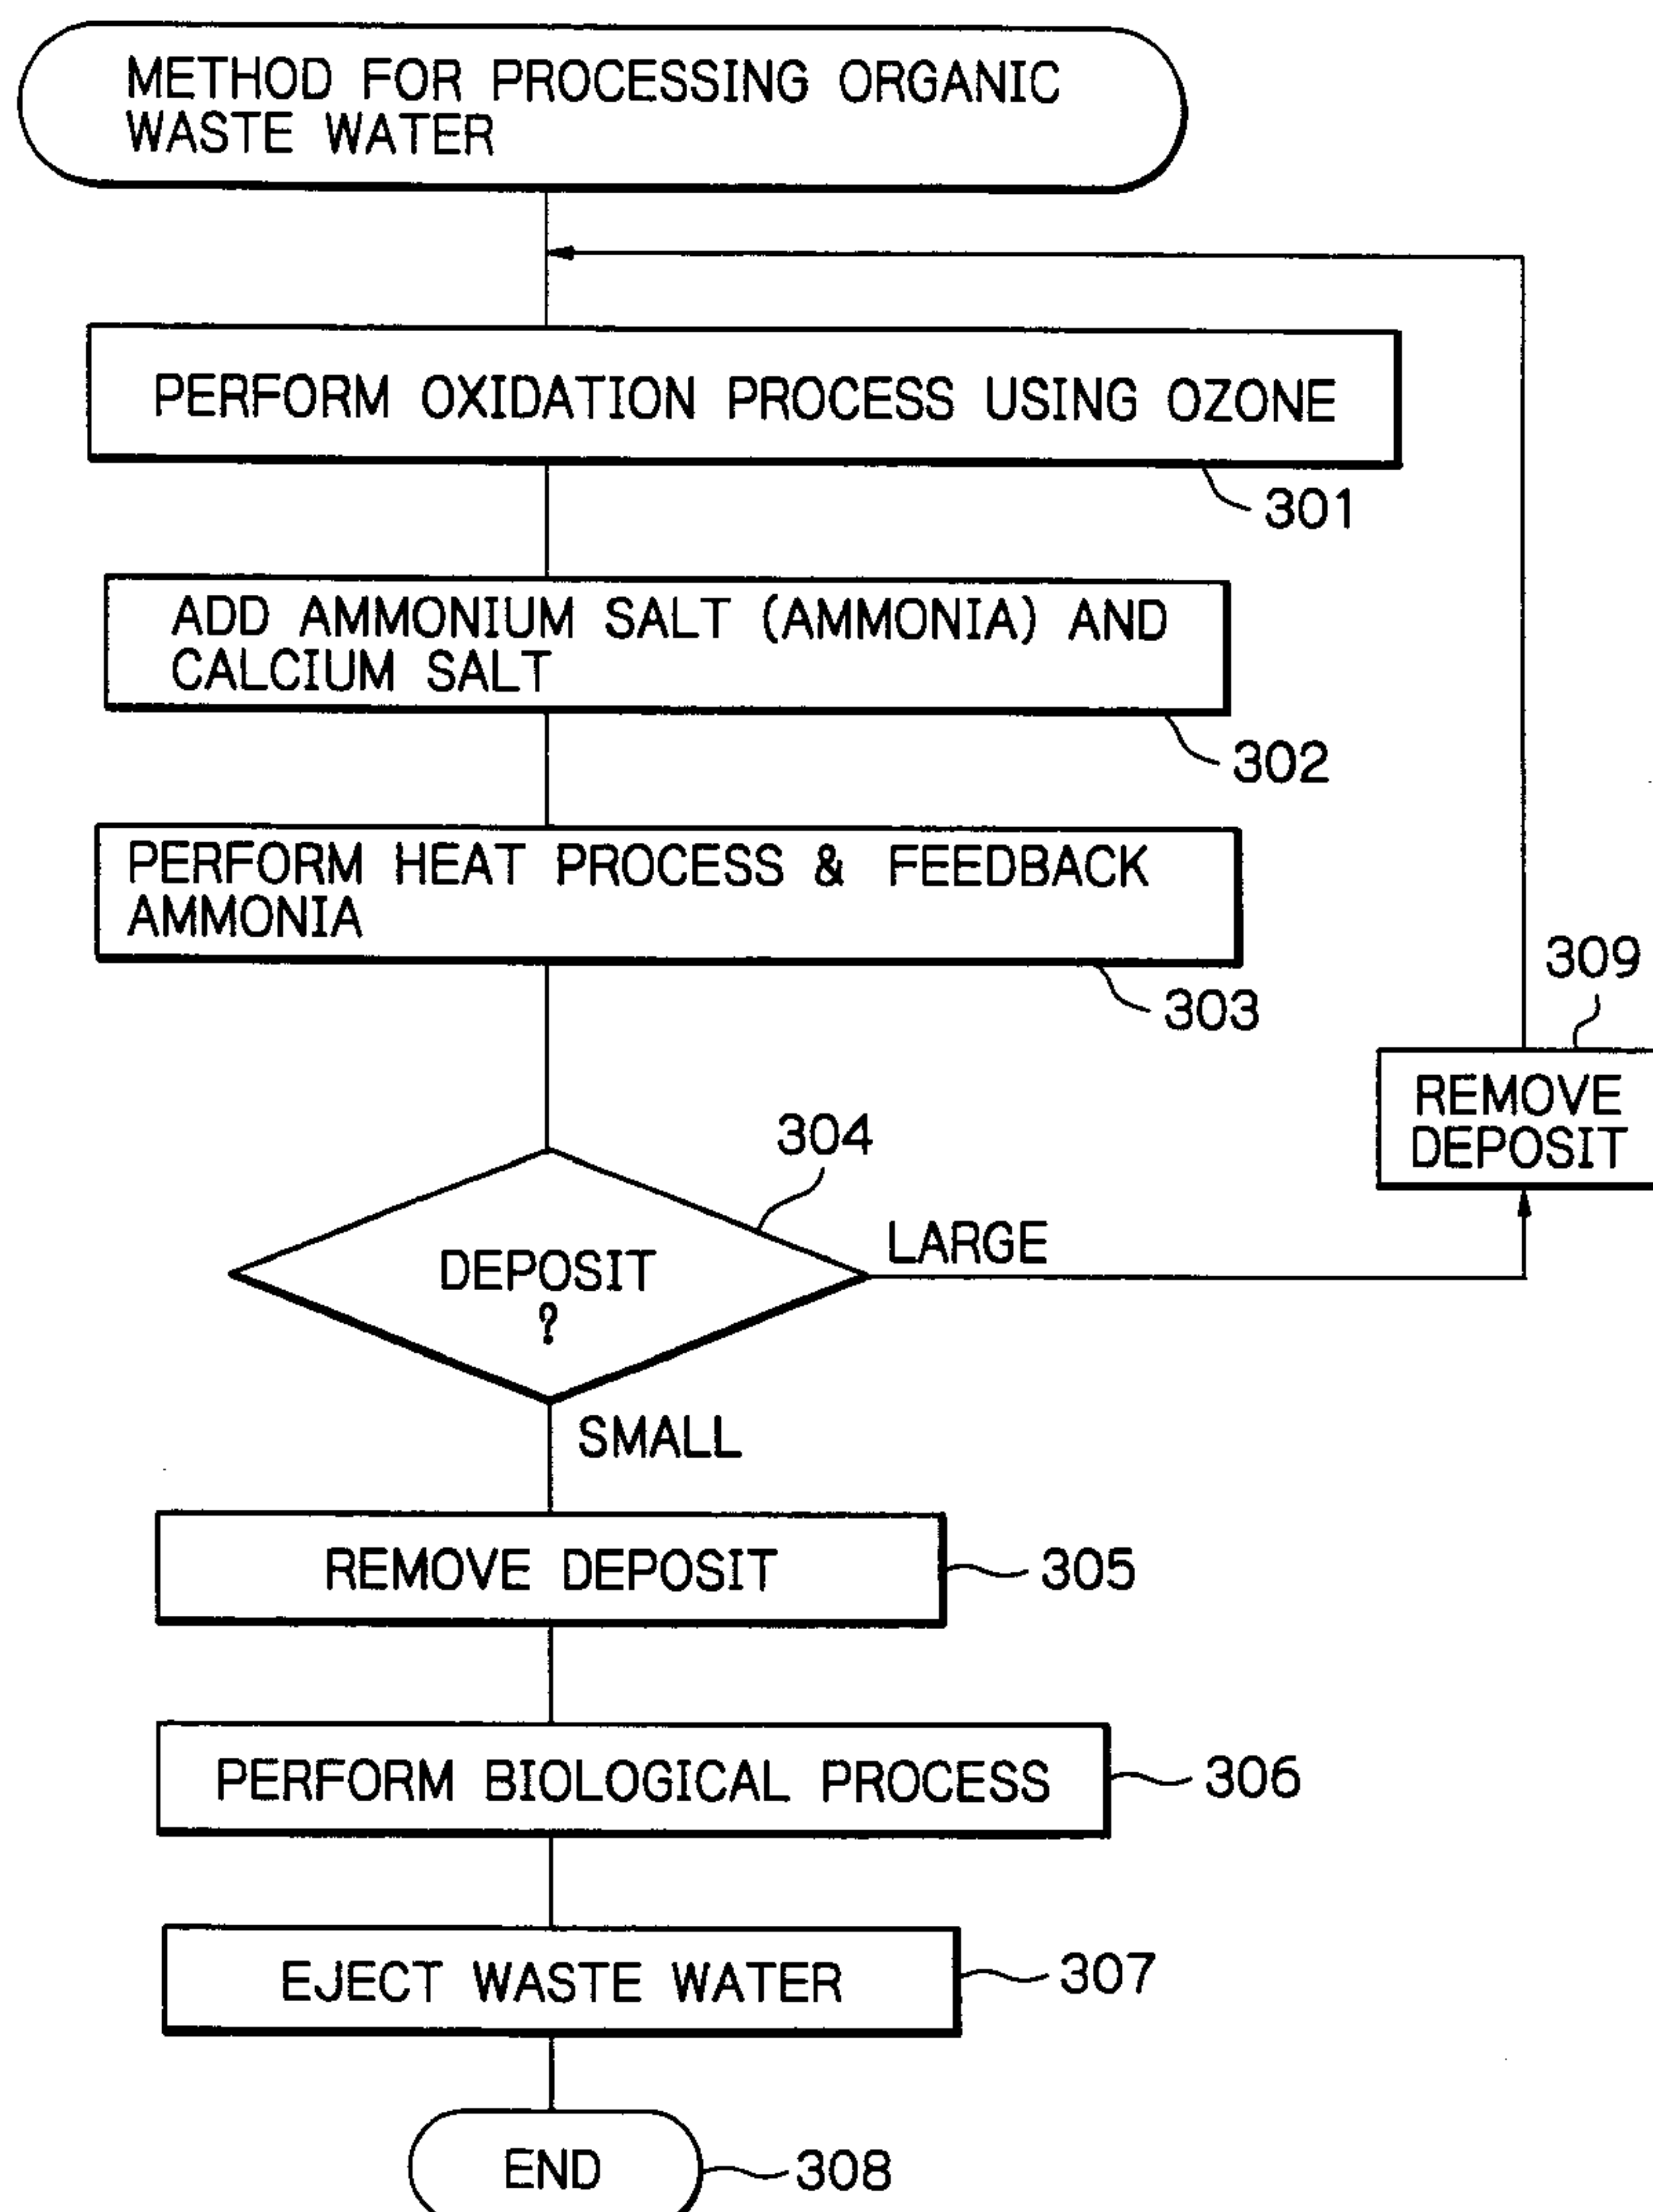 METHOD FOR PROCESSING ORGANIC
WASTE WATER
PERFORM OXIDATION PROCESS USING OZONE
301
ADD AMMONIUM SALT (AMMONIA) AND
CALCIUM SALT
302
PERFORM HEAT PROCESS & FEEDBACK
AMMONIA
303
309
REMOVE
DEPOSIT
304
LARGE
DEPOSIT
?
SMALL
REMOVE DEPOSIT
305
PERFORM BIOLOGICAL PROCESS
306
EJECT WASTE WATER
307
END
308